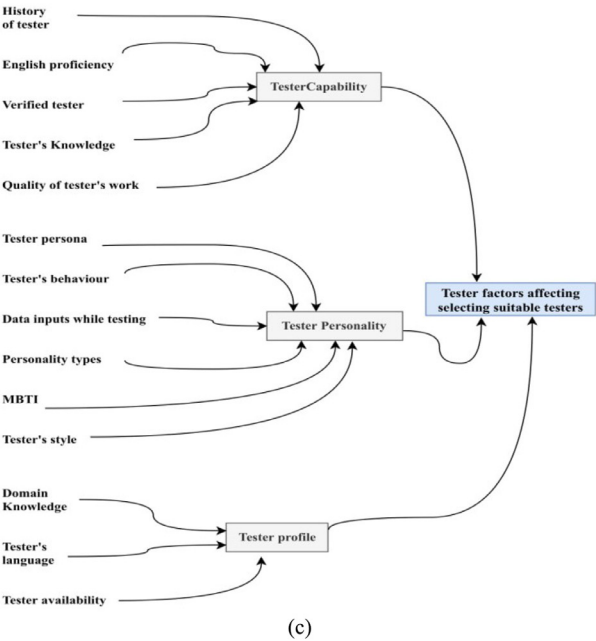 History
of tester
English proficiency
TesterCapability
Verified tester
Tester's Knowledge
Quality of tester's work
Tester persona
Tester's behaviour
Tester factors affecting
selecting suitable testers
Data inputs while testing
Tester Personality
Personality types
MBTI
Tester's style
Domain
Knowledge
Tester profile
Tester's
language
Tester availability
(c)